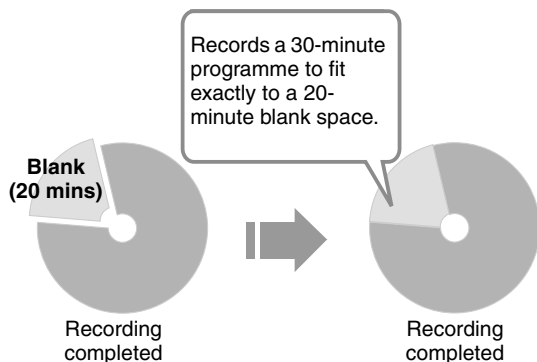 Records a 30-minute
programme to fit
exactly to a 20-
minute blank space.
Blank
(20 mins)
Recording
completed
Recording
completed